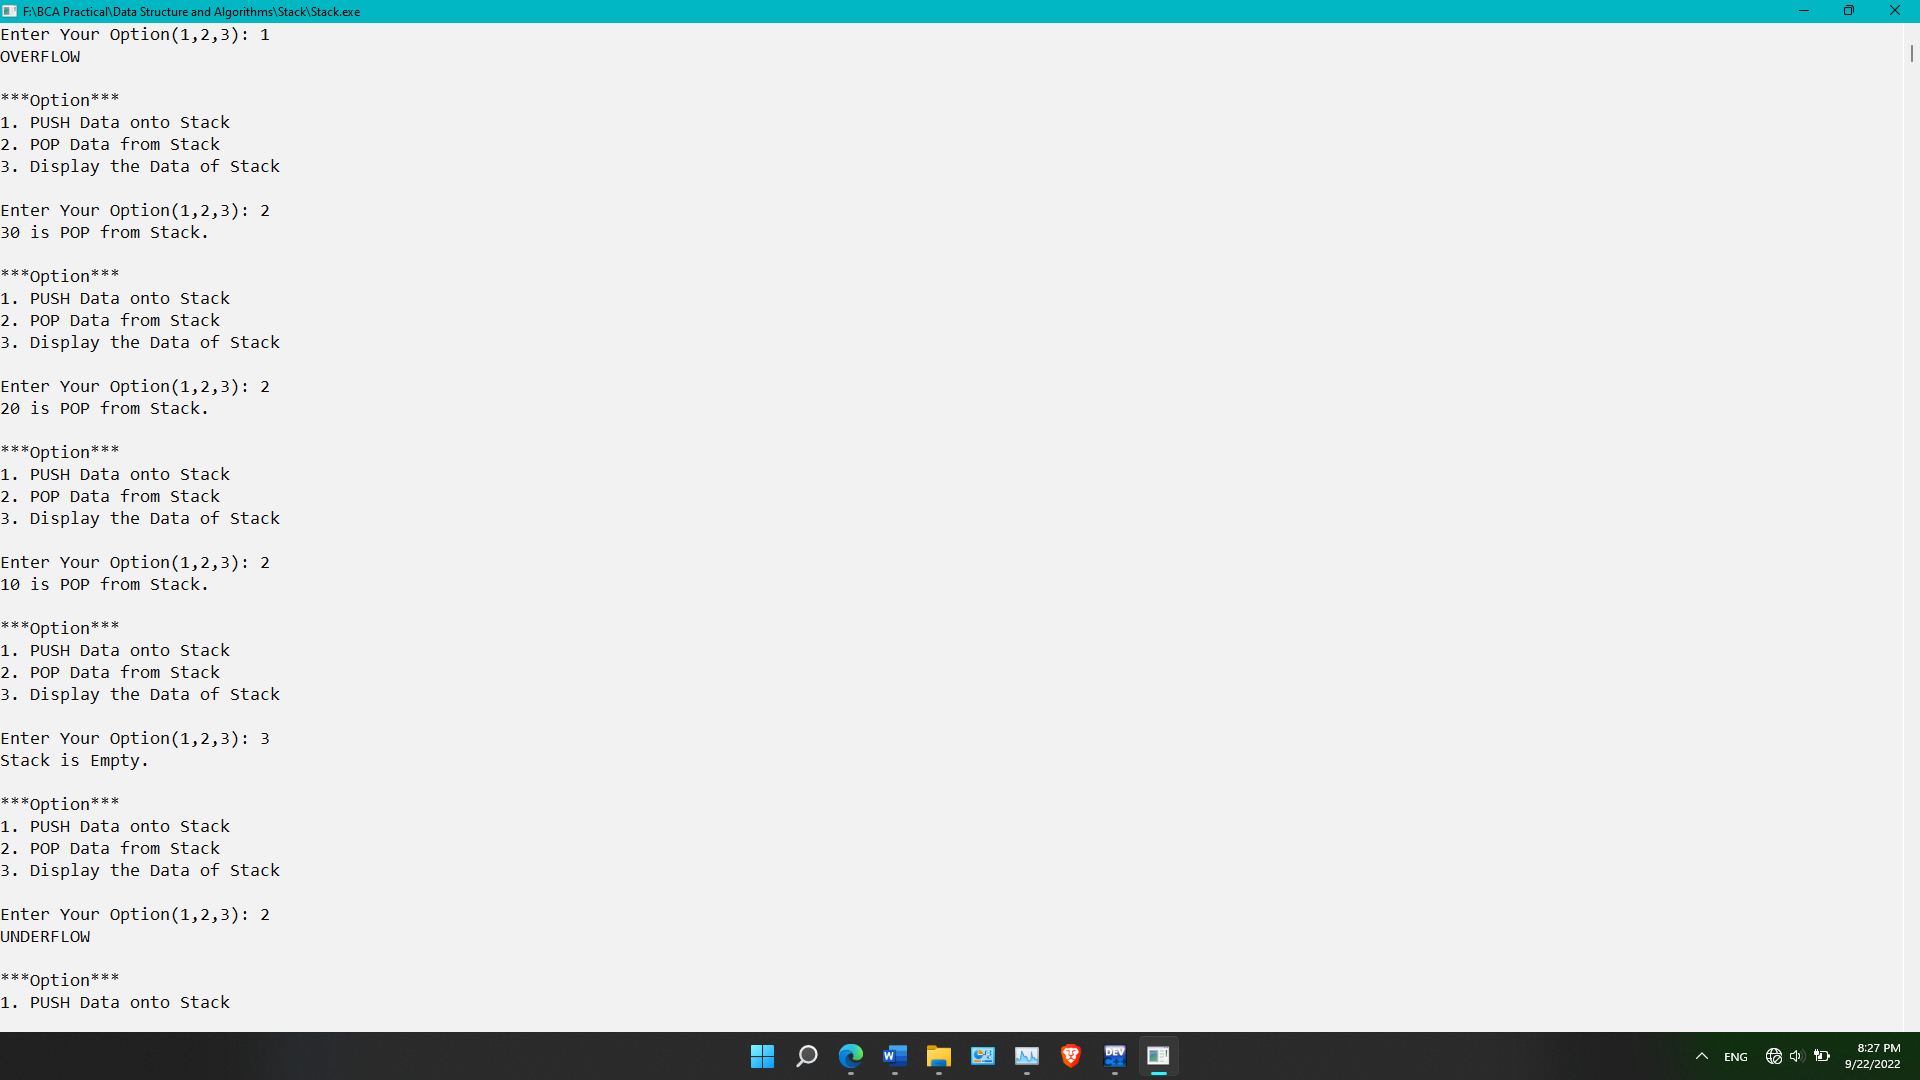 F:\BCA Practical\Data Structure and Algorithms\Stack\Stack.exe
Enter Your Option(1,2,3): 1
OVERFLOW
***Option***
1. PUSH Data onto Stack
2. POP Data from Stack
3. Display the Data of Stack
Enter Your Option(1,2,3): 2
30 is POP from Stack.
***Option***
1. PUSH Data onto Stack
2. POP Data from Stack
3. Display the Data of Stack
Enter Your Option(1,2,3): 2
20 is POP from Stack.
***Option***
1. PUSH Data onto Stack
2. POP Data from Stack
3. Display the Data of Stack
Enter Your Option(1,2,3): 2
10 is POP from Stack.
***Option***
1. PUSH Data onto Stack
2. POP Data from Stack
3. Display the Data of Stack
Enter Your Option(1,2,3): 3
Stack is Empty.
***Option***
1. PUSH Data onto Stack
2. POP Data from Stack
3. Display the Data of Stack
Enter Your Option(1,2,3): 2
UNDERFLOW
***Option***
1. PUSH Data onto Stack
W
DEV
ENG
8:27 PM
9/22/2022